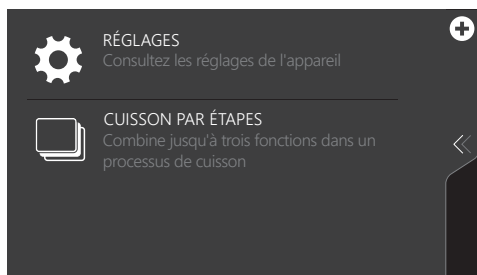 RÉGLAGES
Consultez les réglages de l'appareil
CUISSON PAR ÉTAPES
Combine jusqu'à trois fonctions dans un
processus de cuisson